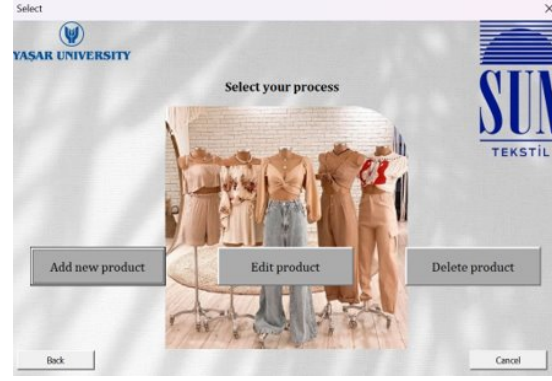 Select
YAŞAR UNIVERSITY
Select your process
SUN
TEKSTİL
Add new product
Edit product
Delete product
Back
Cancel